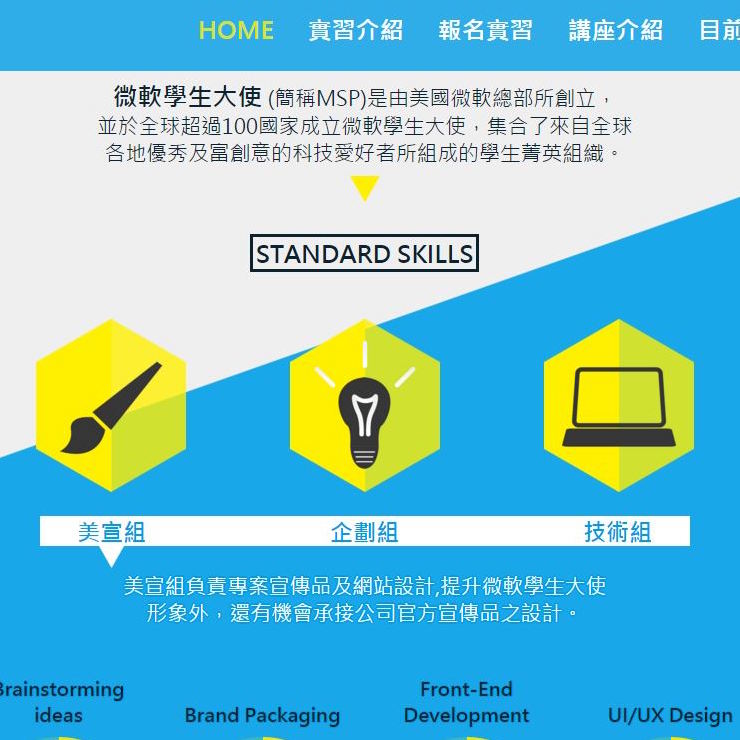 HOME 實習介紹 報名實習 講座介紹 目前
微軟學生大使 (簡稱MSP)是由美國微軟總部所創立，
並於全球超過100國家成立微軟學生大使，集合了來自全球
各地優秀及富創意的科技愛好者所組成的學生菁英組織。
STANDARD SKILLS
美宣組 企劃組 技術組
美宣組負責專案宣傳品及網站設計,提升微軟學生大使
形象外，還有機會承接公司官方宣傳品之設計。
Brainstorming
ideas
Brand Packaging
Front-End
Development
UI/UX Design